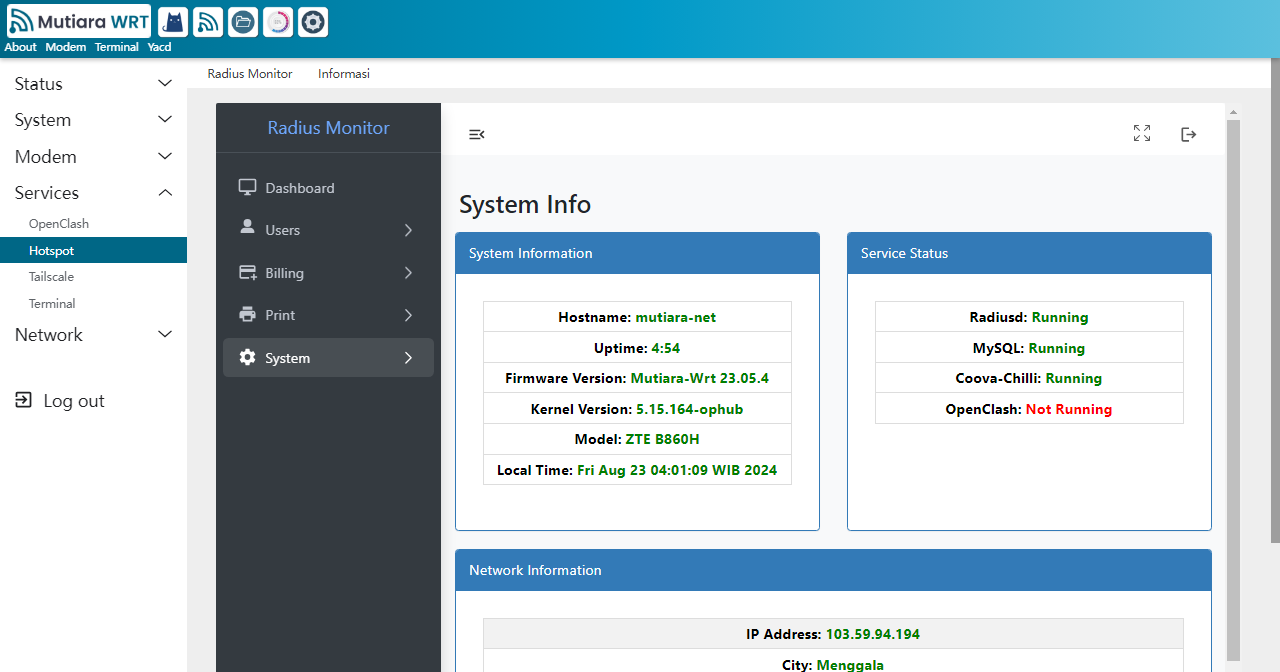 Mutiara WRT
About Modem Terminal Yacd
Status
System
Modem
Services
OpenClash
Hotspot
Tailscale
Terminal
Network
Log out
Radius Monitor Informasi
Radius Monitor
Dashboard
Users
Billing
Print
System
System Info
System Information
Hostname: mutiara-net
Uptime: 4:54
Firmware Version: Mutiara-Wrt 23.05.4
Kernel Version: 5.15.164-ophub
Model: ZTE B860H
Local Time: Fri Aug 23 04:01:09 WIB 2024
Service Status
Radiusd: Running
MySQL: Running
Coova-Chilli: Running
OpenClash: Not Running
Network Information
IP Address: 103.59.94.194
City: Menggala